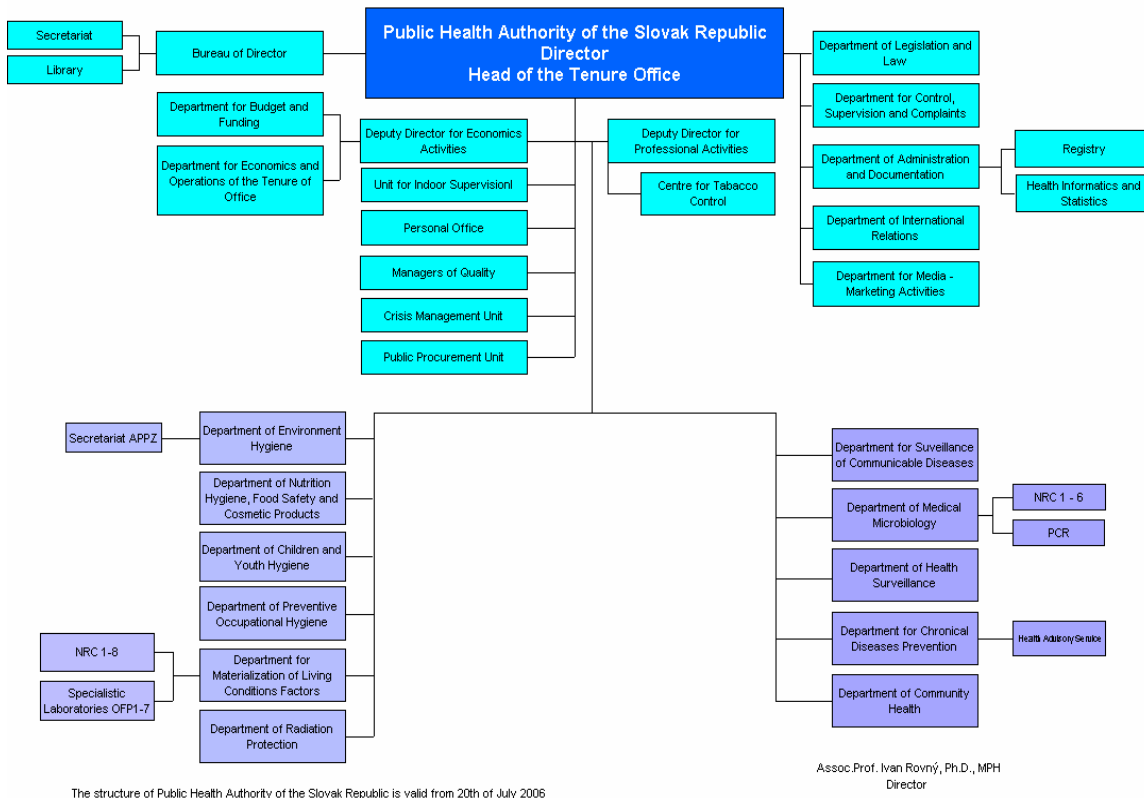 Public Health Authority of the Slovak Republic
Director
Head of the Tenure Office
Secretariat
Library
Bureau of Director
Department for Budget and
Funding
Department for Economics and
Operations of the Tenure of
Office
Deputy Director for Economics
Activities
Unit for Indoor Supervisionl
Personal Office
Managers of Quality
Crisis Management Unit
Public Procurement Unit
Deputy Director for
Professional Activities
Centre for Tabacco
Control
Department of Legislation and
Law
Department for Control,
Supervision and Complaints
Department of Administration
and Documentation
Department of International
Relations
Department for Media -
Marketing Activities
Registry
Health Informatics and
Statistics
Secretariat APPZ
Department of Environment
Hygiene
Department of Nutrition
Hygiene, Food Safety and
Cosmetic Products
Department of Children and
Youth Hygiene
Department of Preventive
Occupational Hygiene
NRC 1-8
Specialistic
Laboratories OFP1-7
Department for
Materialization of Living
Conditions Factors
Department of Radiation
Protection
Department for Suveillance
of Communicable Diseases
Department of Medical
Microbiology
NRC 1 - 6
PCR
Department of Health
Surveillance
Department for Chronical
Diseases Prevention
Health Advisory Service
Department of Community
Health
Assoc.Prof. Ivan Rovný, Ph.D., MPH
Director
The structure of Public Health Authority of the Slovak Republic is valid from 20th of July 2006